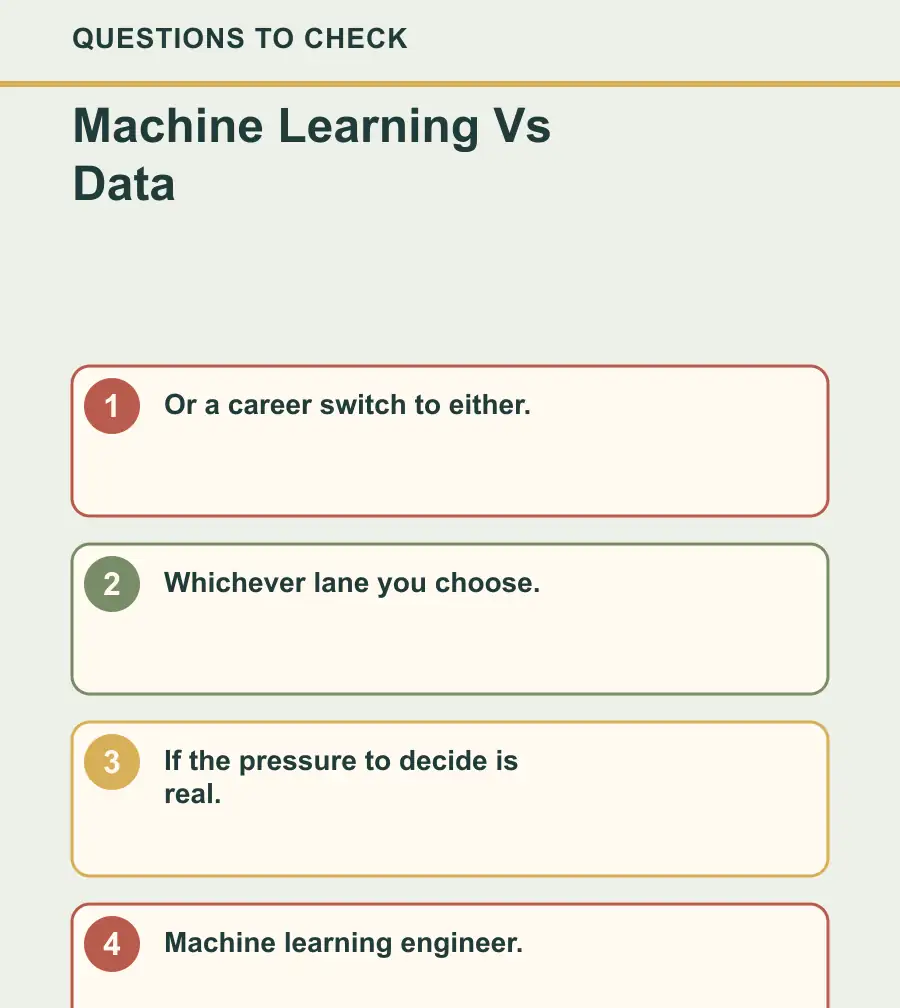 QUESTIONS TO CHECK
Machine Learning Vs
Data
1 Or a career switch to either.
2 Whichever lane you choose.
3 If the pressure to decide is
real.
4 Machine learning engineer.